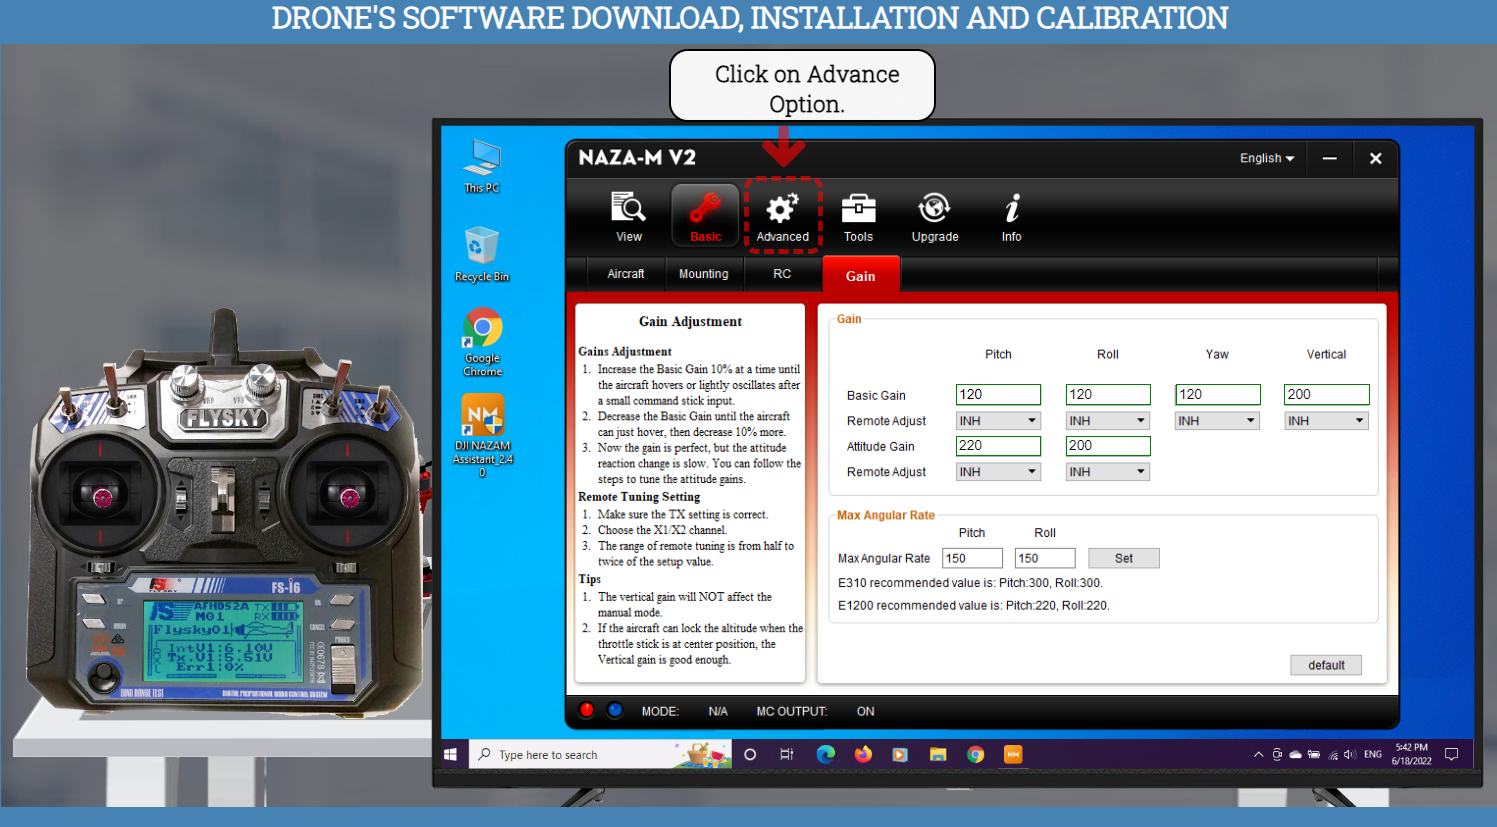 DRONE'S SOFTWARE DOWNLOAD, INSTALLATION AND CALIBRATION
Click on Advance
Option.
This PC
Recycle Bin
Google
Chrome
DJI NAZAM
Assistant_2.4
0
NAZA-M V2
English
View
Basic
Advanced
Tools
Upgrade
Info
Aircraft
Mounting
RC
Gain
Gain Adjustment
Gains Adjustment
1. Increase the Basic Gain 10% at a time until
the aircraft hovers or lightly oscillates after
a small command stick input.
2. Decrease the Basic Gain until the aircraft
can just hover, then decrease 10% more.
3. Now the gain is perfect, but the attitude
reaction change is slow. You can follow the
steps to tune the attitude gains.
Remote Tuning Setting
1. Make sure the TX setting is correct.
2. Choose the X1/X2 channel.
3. The range of remote tuning is from half to
twice of the setup value.
Tips
1. The vertical gain will NOT affect the
manual mode.
2. If the aircraft can lock the altitude when the
throttle stick is at center position, the
Vertical gain is good enough.
Gain
Pitch Roll Yaw Vertical
Basic Gain 120 120 120 200
Remote Adjust INH INH INH INH
Attitude Gain 220 200
Remote Adjust INH INH
Max Angular Rate
Pitch Roll
Max Angular Rate 150 150 Set
E310 recommended value is: Pitch:300, Roll:300.
E1200 recommended value is: Pitch:220, Roll:220.
default
MODE: N/A MC OUTPUT: ON
Type here to search
ENG
5:42 PM
6/18/2022
FLYSKY
FS-i6
AFHDS2A TX
M01 RX
Flysky01
IntV1:6.10V
Tx.V1:5.51V
Err1:0%
DIGITAL PROPORTIONAL RADIO CONTROL SYSTEM